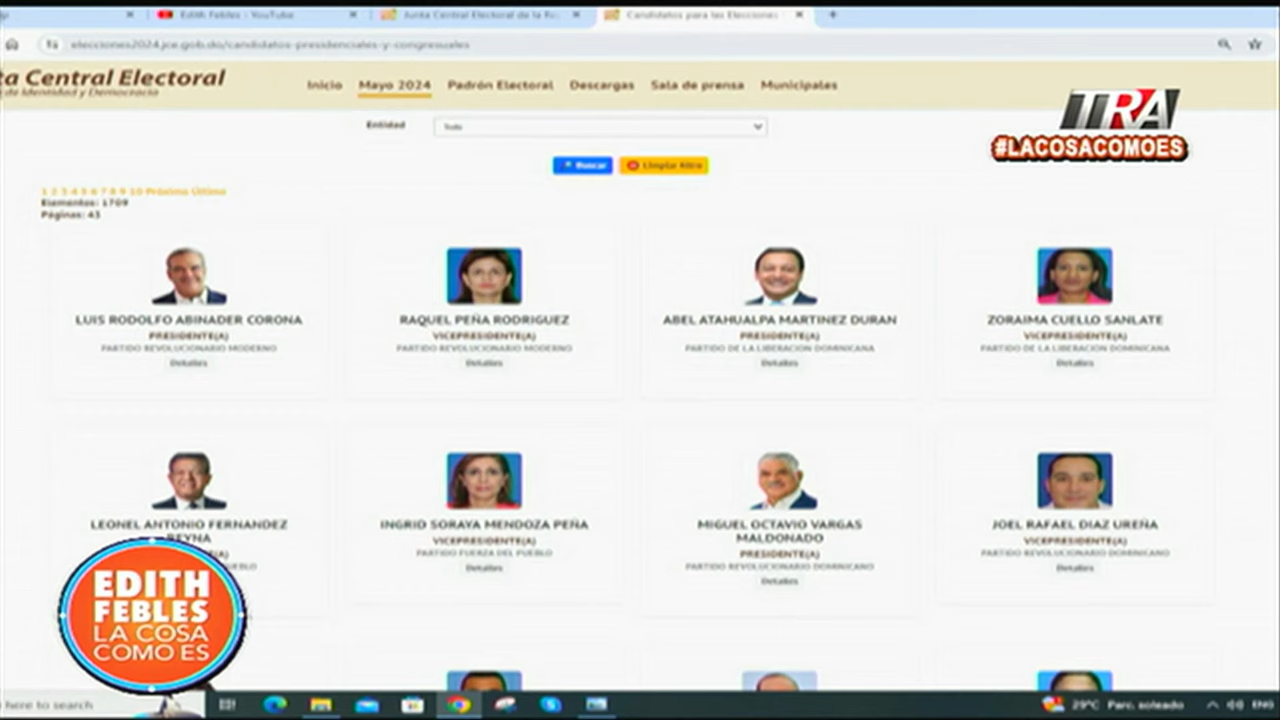 Edith Febles - YouTube
Junta Central Electoral de la Re
Candidatos para las Elecciones
elecciones2024.jce.gob.do/candidatos-presidenciales-y-congresuales
ta Central Electoral
de Identidad y Democracia
Inicio Mayo 2024 Padrón Electoral Descargas Sala de prensa Municipales
TRA
#LACOSACOMOES
Entidad Todo
Buscar Limpiar filtro
1 2 3 4 5 6 7 8 9 10 Próximo Último
Elementos: 1709
Páginas: 43
LUIS RODOLFO ABINADER CORONA
PRESIDENTE(A)
PARTIDO REVOLUCIONARIO MODERNO
Detalles
RAQUEL PEÑA RODRIGUEZ
VICEPRESIDENTE(A)
PARTIDO REVOLUCIONARIO MODERNO
Detalles
ABEL ATAHUALPA MARTINEZ DURAN
PRESIDENTE(A)
PARTIDO DE LA LIBERACION DOMINICANA
Detalles
ZORAIMA CUELLO SANLATE
VICEPRESIDENTE(A)
PARTIDO DE LA LIBERACION DOMINICANA
Detalles
LEONEL ANTONIO FERNANDEZ
REYNA
(A)
PUEBLO
INGRID SORAYA MENDOZA PEÑA
VICEPRESIDENTE(A)
PARTIDO FUERZA DEL PUEBLO
Detalles
MIGUEL OCTAVIO VARGAS
MALDONADO
PRESIDENTE(A)
PARTIDO REVOLUCIONARIO DOMINICANO
Detalles
JOEL RAFAEL DIAZ UREÑA
VICEPRESIDENTE(A)
PARTIDO REVOLUCIONARIO DOMINICANO
Detalles
EDITH
FEBLES
LA COSA
COMO ES
here to search
29°C Parc. soleado
ENG